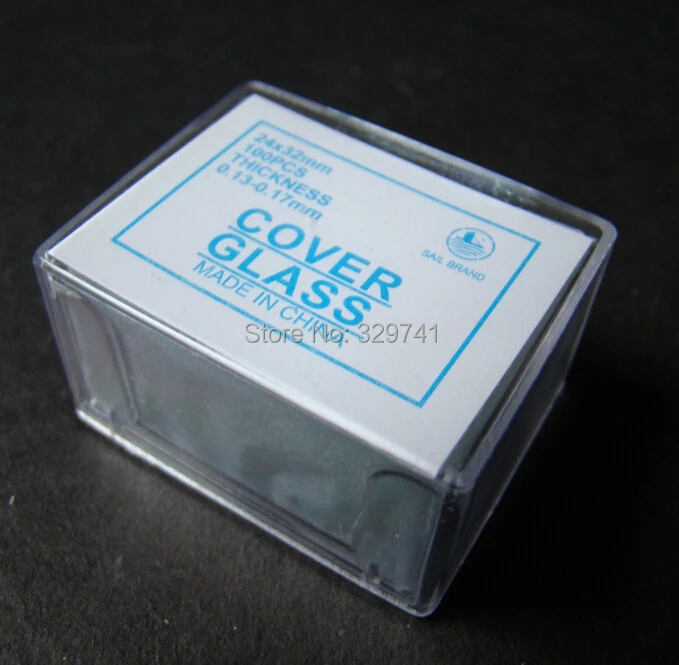 24x32mm
100PCS
THICKNESS
0.13-0.17mm
COVER
GLASS
MADE IN CHINA
SAIL BRAND
Store No: 329741